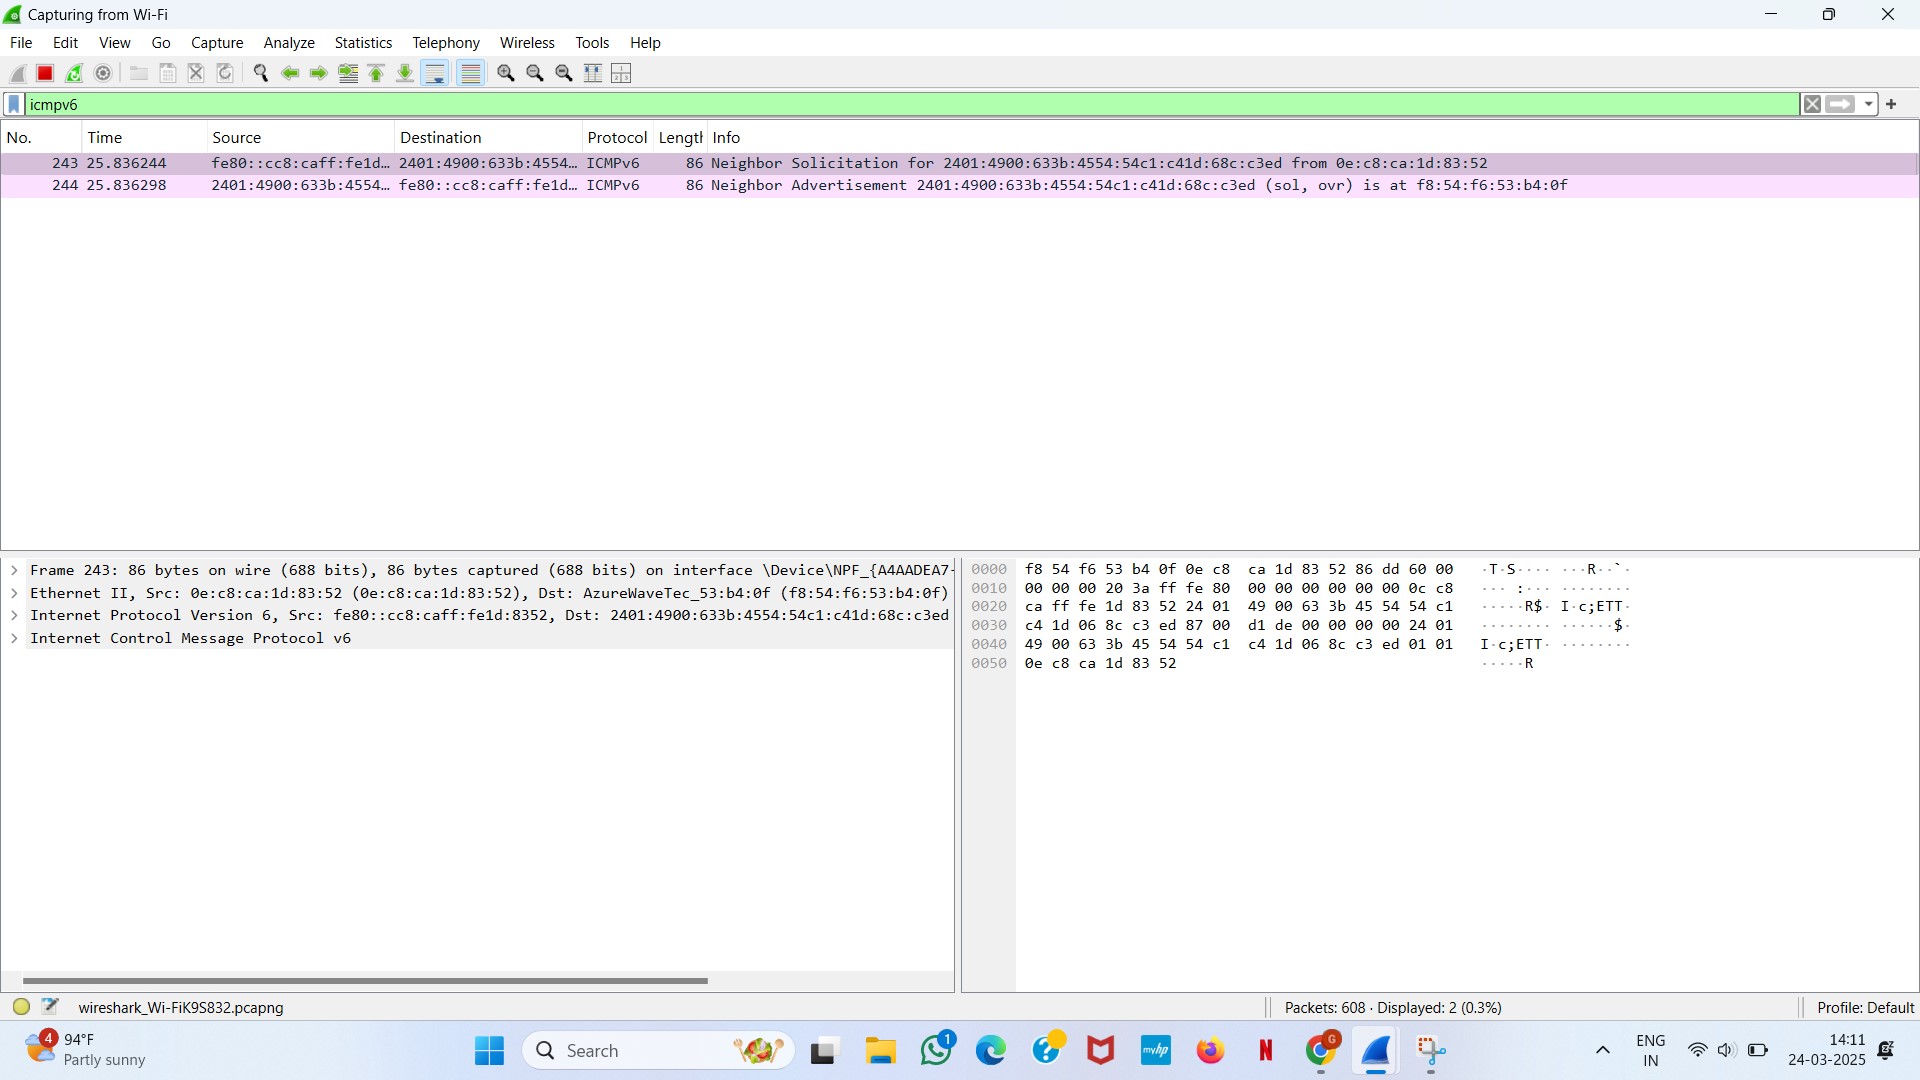 Capturing from Wi-Fi
File Edit View Go Capture Analyze Statistics Telephony Wireless Tools Help
icmpv6
No. Time Source Destination Protocol Length Info
243 25.836244 fe80::cc8:caff:fe1d… 2401:4900:633b:4554… ICMPv6 86 Neighbor Solicitation for 2401:4900:633b:4554:54c1:c41d:68c:c3ed from 0e:c8:ca:1d:83:52
244 25.836298 2401:4900:633b:4554… fe80::cc8:caff:fe1d… ICMPv6 86 Neighbor Advertisement 2401:4900:633b:4554:54c1:c41d:68c:c3ed (sol, ovr) is at f8:54:f6:53:b4:0f
Frame 243: 86 bytes on wire (688 bits), 86 bytes captured (688 bits) on interface \Device\NPF_{A4AADEA7-
Ethernet II, Src: 0e:c8:ca:1d:83:52 (0e:c8:ca:1d:83:52), Dst: AzureWaveTec_53:b4:0f (f8:54:f6:53:b4:0f)
Internet Protocol Version 6, Src: fe80::cc8:caff:fe1d:8352, Dst: 2401:4900:633b:4554:54c1:c41d:68c:c3ed
Internet Control Message Protocol v6
0000 f8 54 f6 53 b4 0f 0e c8 ca 1d 83 52 86 dd 60 00 ·T·S···· ···R··`·
0010 00 00 00 20 3a ff fe 80 00 00 00 00 00 00 0c c8 ··· :··· ········
0020 ca ff fe 1d 83 52 24 01 49 00 63 3b 45 54 54 c1 ·····R$· I·c;ETT·
0030 c4 1d 06 8c c3 ed 87 00 d1 de 00 00 00 00 24 01 ········ ······$·
0040 49 00 63 3b 45 54 54 c1 c4 1d 06 8c c3 ed 01 01 I·c;ETT· ········
0050 0e c8 ca 1d 83 52 ·····R
wireshark_Wi-FiK9S832.pcapng Packets: 608 · Displayed: 2 (0.3%) Profile: Default
4 94°F
Partly sunny
Search
1
myhp
N
G
ENG
IN
14:11
24-03-2025